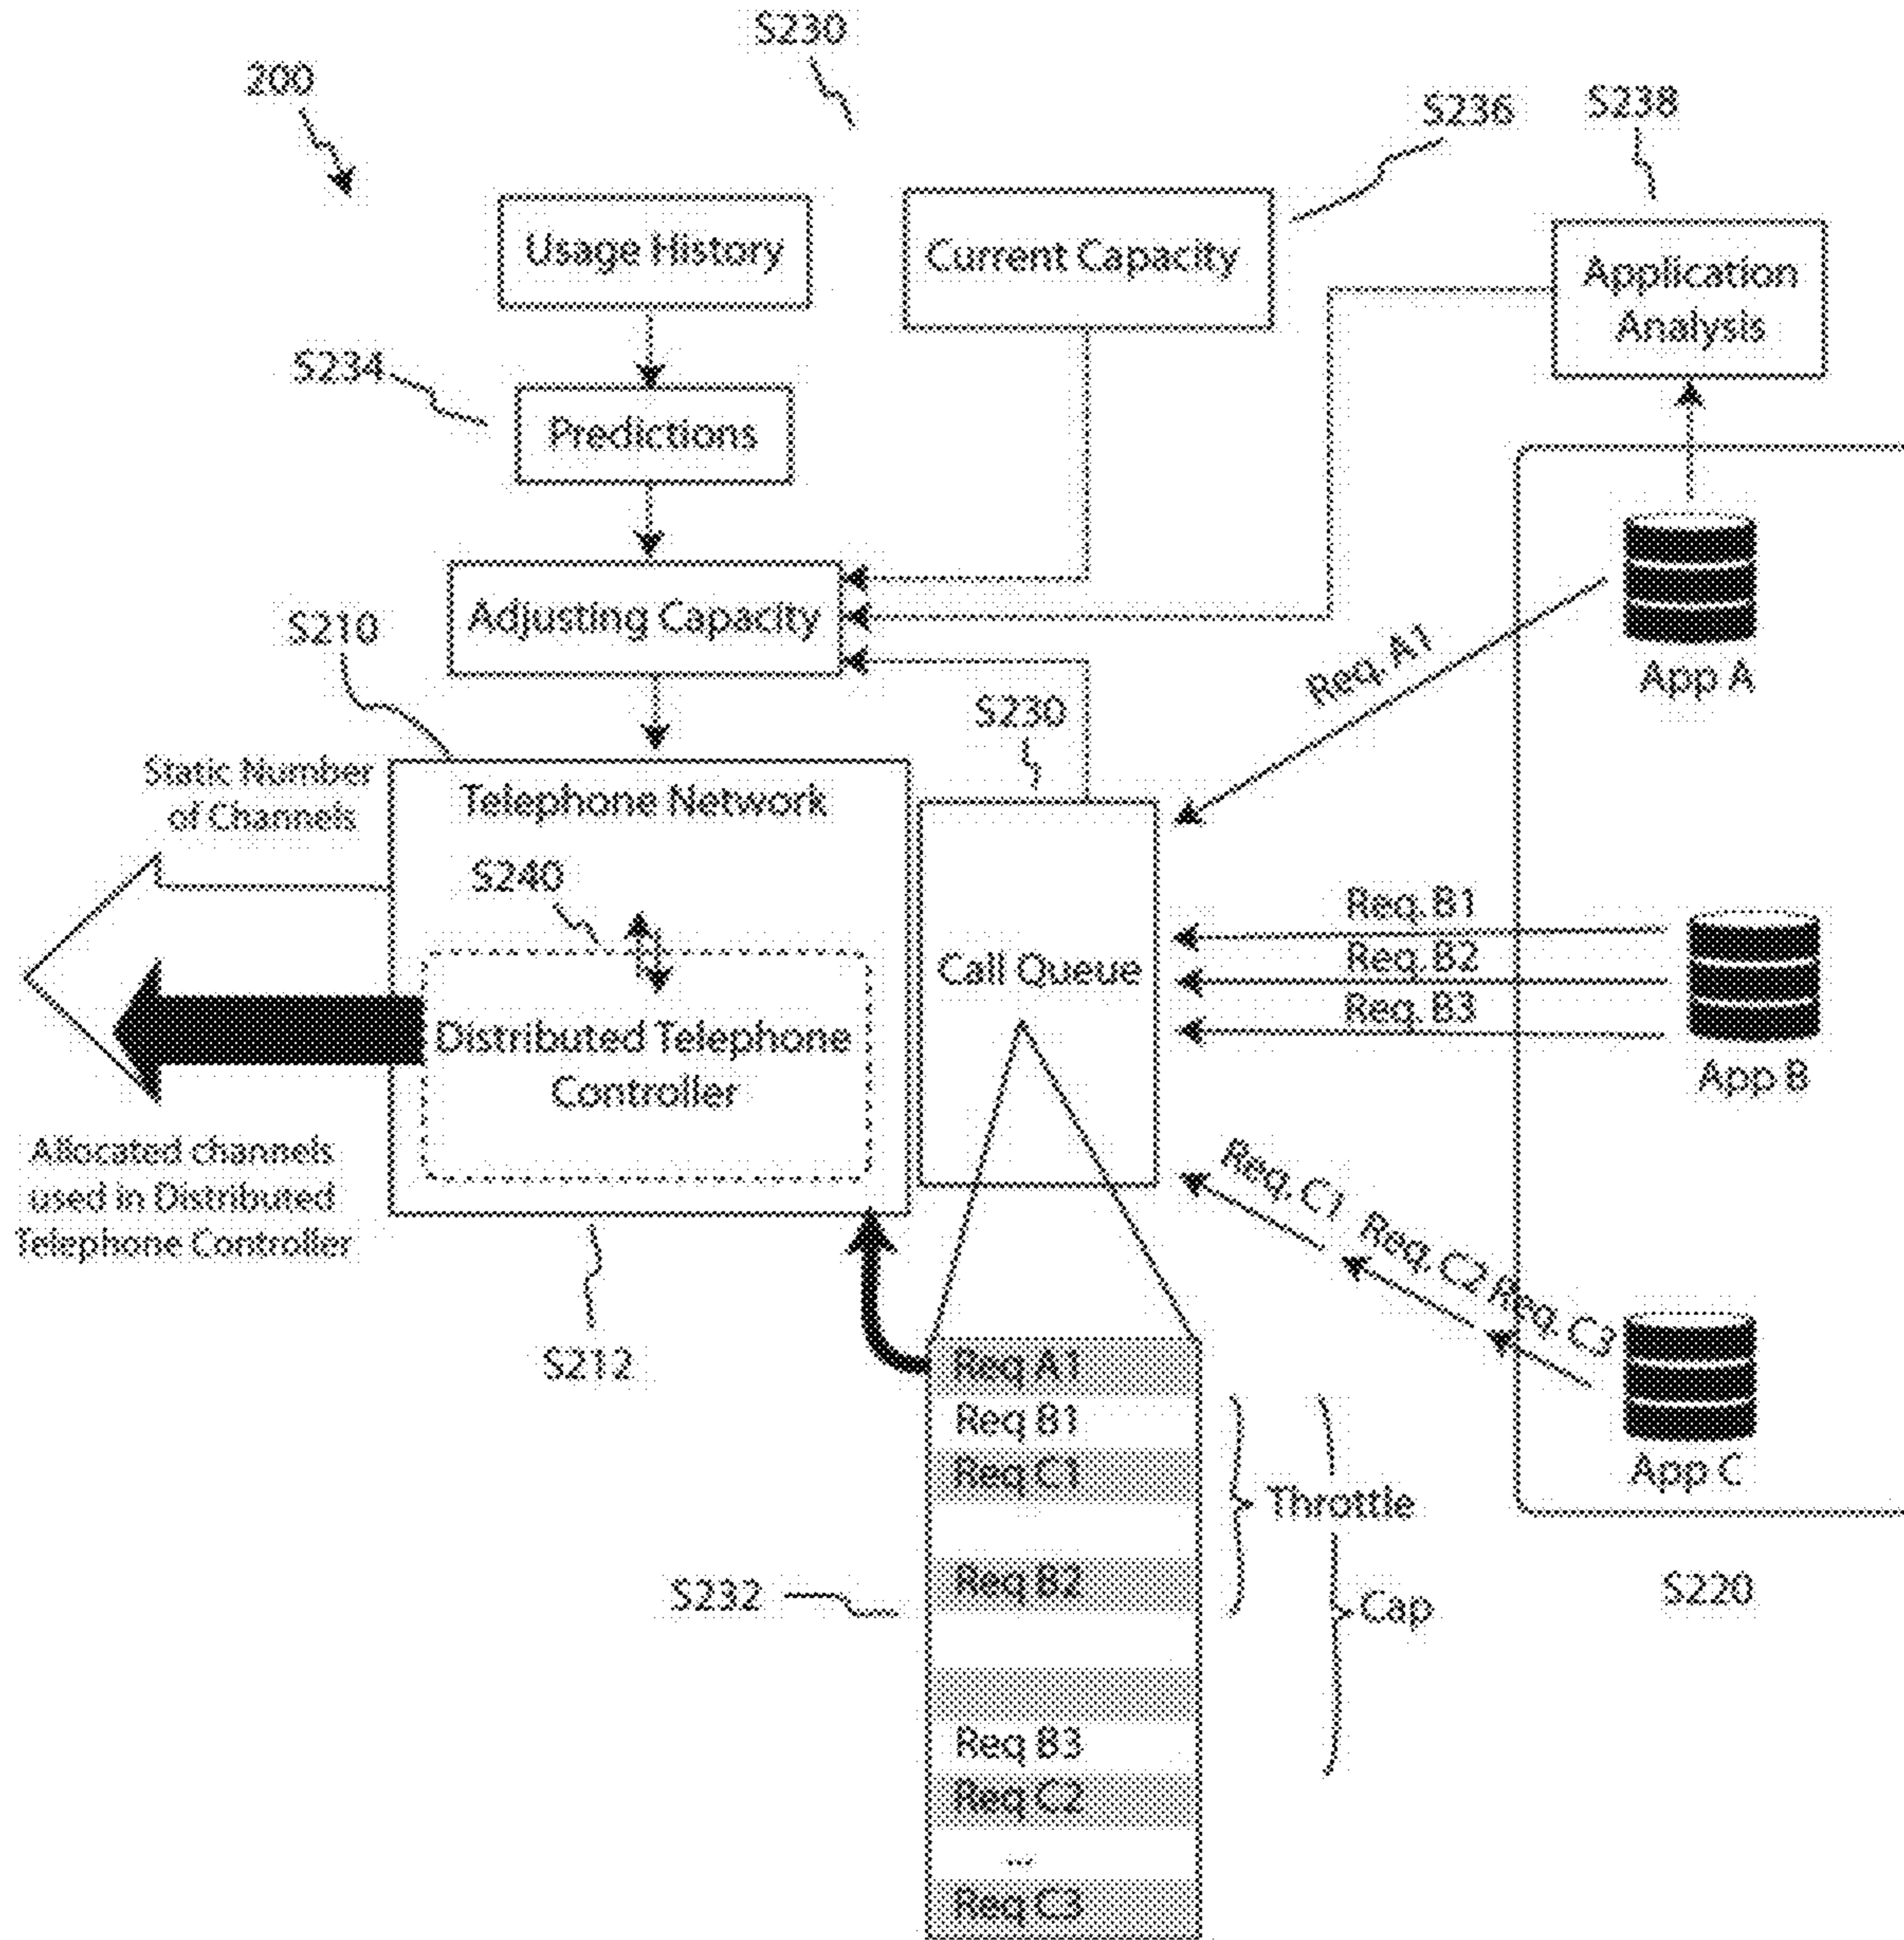 S230
200
S236
S238
Usage History
Current Capacity
Application
Analysis
S234
Predictions
Adjusting Capacity
S210
Req. A1
App A
S230
Static Number
of Channels
Telephone Network
S240
Req. B1
Req. B2
Req. B3
Call Queue
Distributed Telephone
Controller
App B
Allocated channels
used in Distributed
Telephone Controller
Req. C1
Req. C2
Req. C3
S212
Req A1
Req B1
Req C1
App C
Throttle
Req B2
S232
Cap
S220
Req B3
Req C2
...
Req C3